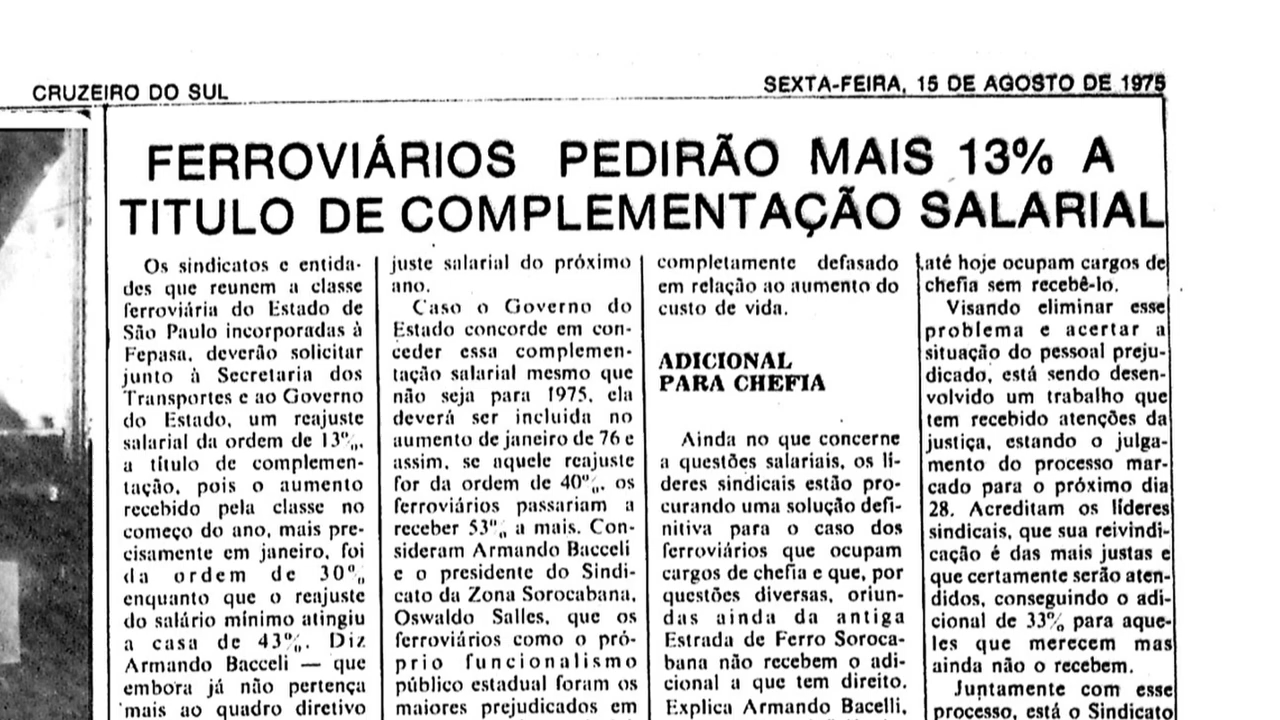 CRUZEIRO DO SUL
SEXTA-FEIRA, 15 DE AGOSTO DE 1975
FERROVIÁRIOS PEDIRÃO MAIS 13% A
TITULO DE COMPLEMENTAÇÃO SALARIAL
Os sindicatos e entida-
des que reunem a classe
ferroviária do Estado de
São Paulo incorporadas à
Fepasa, deverão solicitar
junto à Secretaria dos
Transportes e ao Governo
do Estado, um reajuste
salarial da ordem de 13%,
a título de complemen-
tação, pois o aumento
recebido pela classe no
começo do ano, mais pre-
cisamente em janeiro, foi
da ordem de 30%
enquanto que o reajuste
do salário mínimo atingiu
a casa de 43%. Diz
Armando Bacceli — que
embora já não pertença
mais ao quadro diretivo
juste salarial do próximo
ano.
Caso o Governo do
Estado concorde em con-
ceder essa complemen-
tação salarial mesmo que
não seja para 1975, ela
deverá ser incluida no
aumento de janeiro de 76 e
assim, se aquele reajuste
for da ordem de 40%, os
ferroviários passariam a
receber 53% a mais. Con-
sideram Armando Bacceli
e o presidente do Sindi-
cato da Zona Sorocabana,
Oswaldo Salles, que os
ferroviários como o pró-
prio funcionalismo
público estadual foram os
maiores prejudicados em
completamente defasado
em relação ao aumento do
custo de vida.
ADICIONAL
PARA CHEFIA
Ainda no que concerne
a questões salariais, os lí-
deres sindicais estão pro-
curando uma solução defi-
nitiva para o caso dos
ferroviários que ocupam
cargos de chefia e que, por
questões diversas, oriun-
das ainda da antiga
Estrada de Ferro Soroca-
bana não recebem o adi-
cional a que tem direito.
Explica Armando Bacelli,
até hoje ocupam cargos de
chefia sem recebê-lo.
Visando eliminar esse
problema e acertar a
situação do pessoal preju-
dicado, está sendo desen-
volvido um trabalho que
tem recebido atenções da
justiça, estando o julga-
mento do processo mar-
cado para o próximo dia
28. Acreditam os líderes
sindicais, que sua reivindi-
cação é das mais justas e
que certamente serão aten-
didos, conseguindo o adi-
cional de 33% para aque-
les que merecem mas
ainda não o recebem.
Juntamente com esse
processo, está o Sindicato